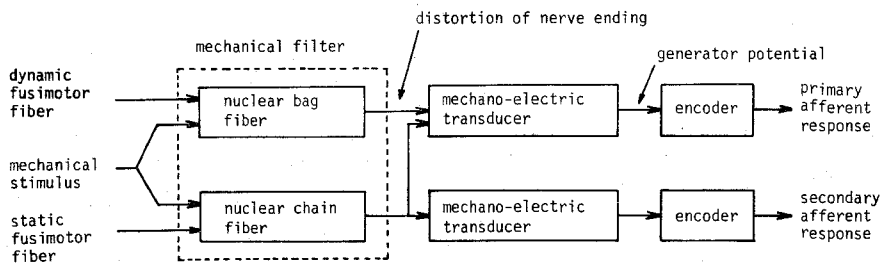 distortion of nerve ending
mechanical filter
generator potential
dynamic
fusimotor
fiber
nuclear bag
fiber
mechano-electric
transducer
encoder
primary
afferent
response
mechanical
stimulus
nuclear chain
fiber
mechano-electric
transducer
encoder
secondary
afferent
response
static
fusimotor
fiber